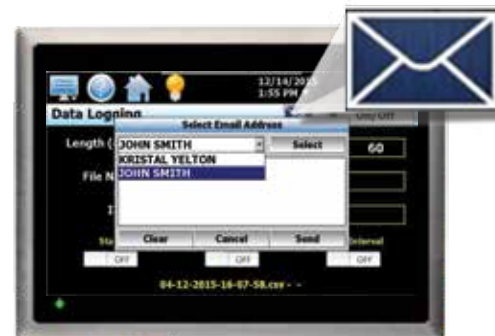 12/14/2015
1:55 PM
Data Logging
On/Off
Select Email Address
Length (
JOHN SMITH
Select
60
KRISTAL YELTON
JOHN SMITH
File N
Sta
Clear
Cancel
Send
Interval
OFF
OFF
OFF
04-12-2015-16-07-58.csv - -